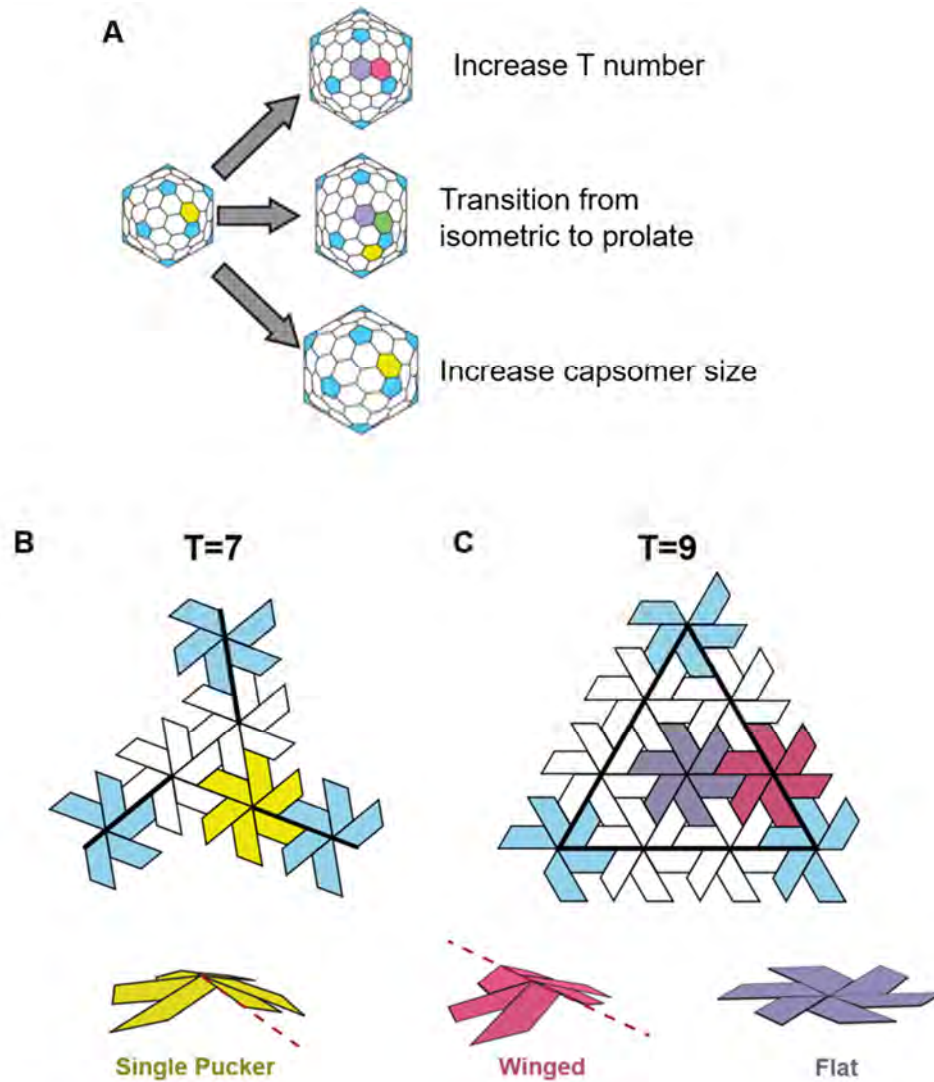 A
Increase T number
Transition from
isometric to prolate
Increase capsomer size
B
T=7
C
T=9
Single Pucker
Winged
Flat